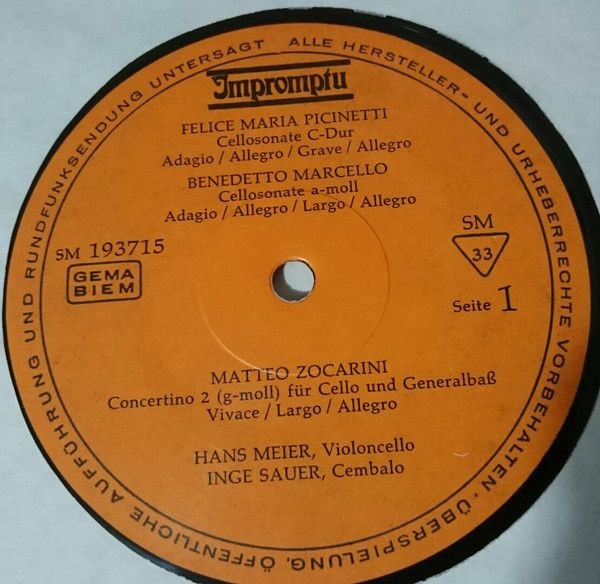 ALLE HERSTELLER- UND URHEBERRECHTE VORBEHALTEN · ÜBERSPIELUNG, ÖFFENTLICHE AUFFÜHRUNG UND RUNDFUNKSENDUNG UNTERSAGT
Impromptu
FELICE MARIA PICINETTI
Cellosonate C-Dur
Adagio / Allegro / Grave / Allegro
BENEDETTO MARCELLO
Cellosonate a-moll
Adagio / Allegro / Largo / Allegro
SM 193715
GEMA
BIEM
SM
33
Seite 1
MATTEO ZOCARINI
Concertino 2 (g-moll) für Cello und Generalbaß
Vivace / Largo / Allegro
HANS MEIER, Violoncello
INGE SAUER, Cembalo